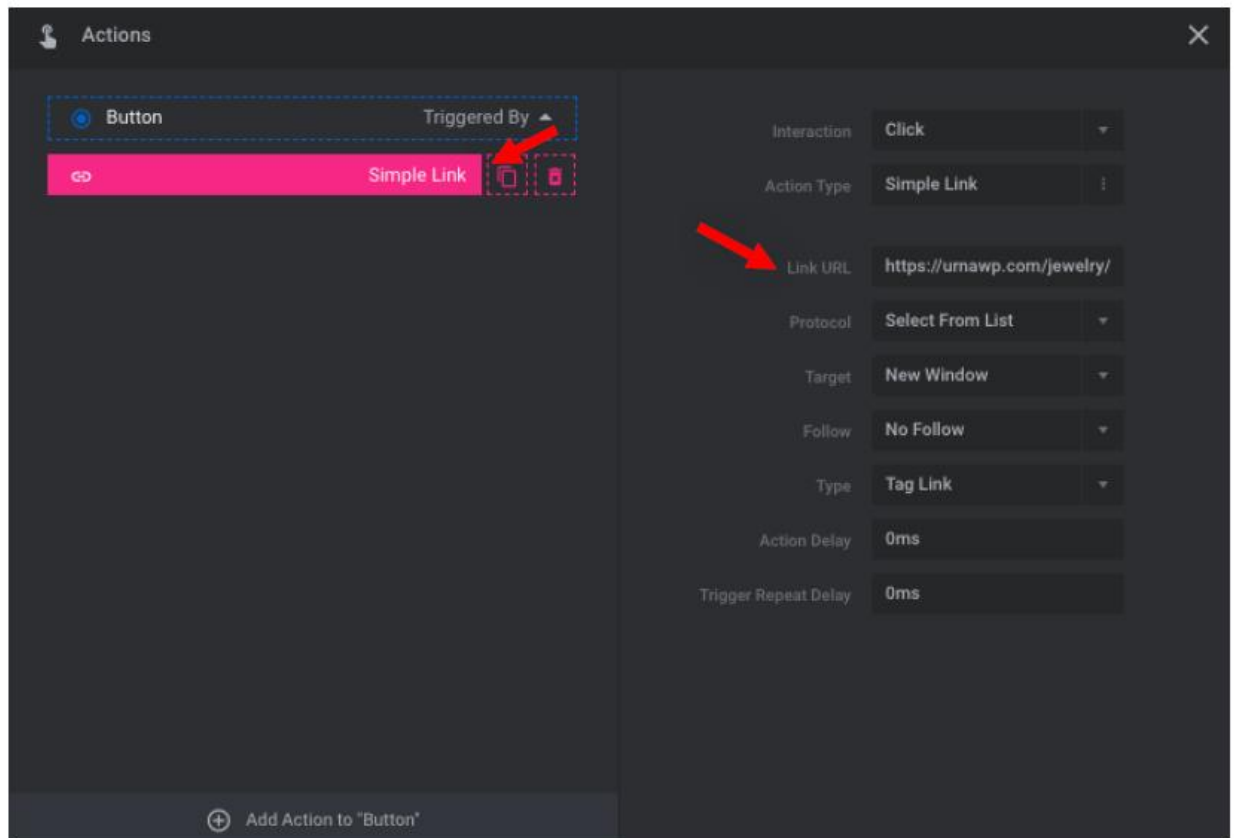 Actions
Button Triggered By
Simple Link
Interaction Click
Action Type Simple Link
Link URL https://urnawp.com/jewelry/
Protocol Select From List
Target New Window
Follow No Follow
Type Tag Link
Action Delay 0ms
Trigger Repeat Delay 0ms
Add Action to "Button"